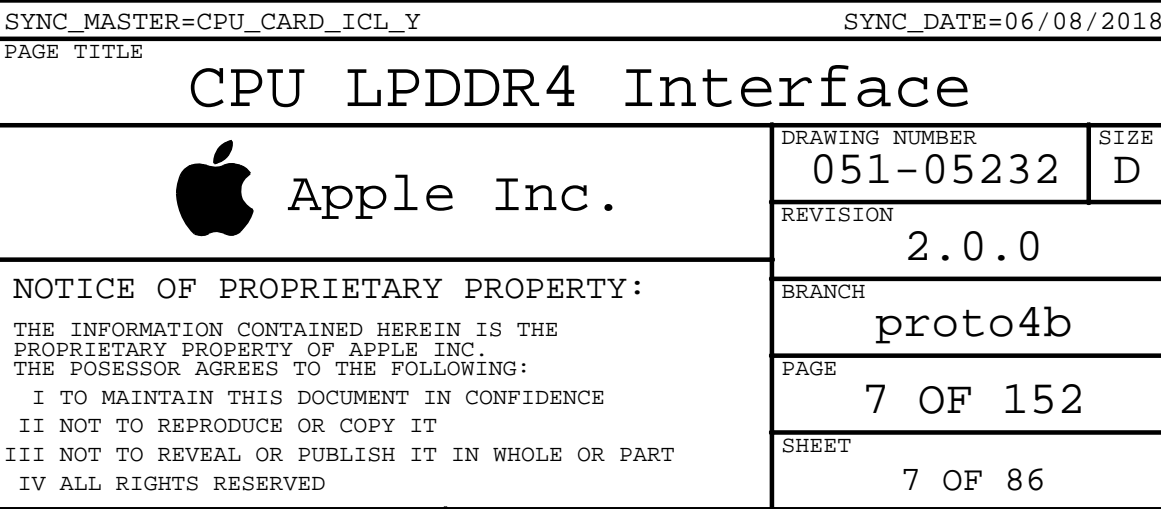 SYNC_MASTER=CPU_CARD_ICL_Y
SYNC_DATE=06/08/2018
PAGE TITLE
CPU LPDDR4 Interface
Apple Inc.
DRAWING NUMBER
051-05232
SIZE
D
REVISION
2.0.0
NOTICE OF PROPRIETARY PROPERTY:
THE INFORMATION CONTAINED HEREIN IS THE
PROPRIETARY PROPERTY OF APPLE INC.
THE POSESSOR AGREES TO THE FOLLOWING:
I TO MAINTAIN THIS DOCUMENT IN CONFIDENCE
II NOT TO REPRODUCE OR COPY IT
III NOT TO REVEAL OR PUBLISH IT IN WHOLE OR PART
IV ALL RIGHTS RESERVED
BRANCH
proto4b
PAGE
7 OF 152
SHEET
7 OF 86